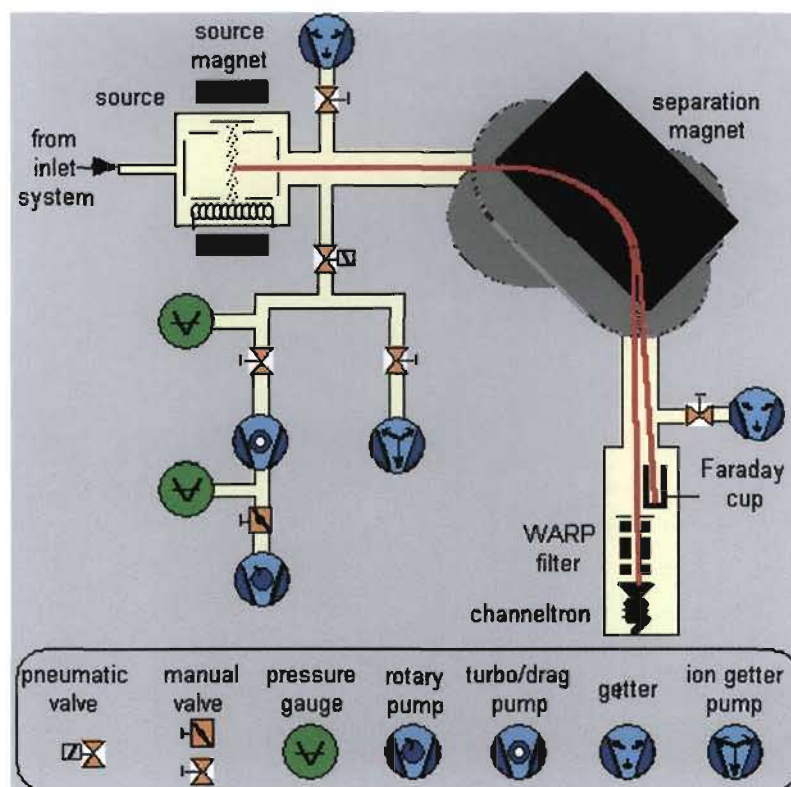 source
magnet
source
from
inlet
system
separation
magnet
Faraday
cup
WARP
filter
channeltron
pneumatic
valve
manual
valve
pressure
gauge
rotary
pump
turbo/drag
pump
getter
ion getter
pump